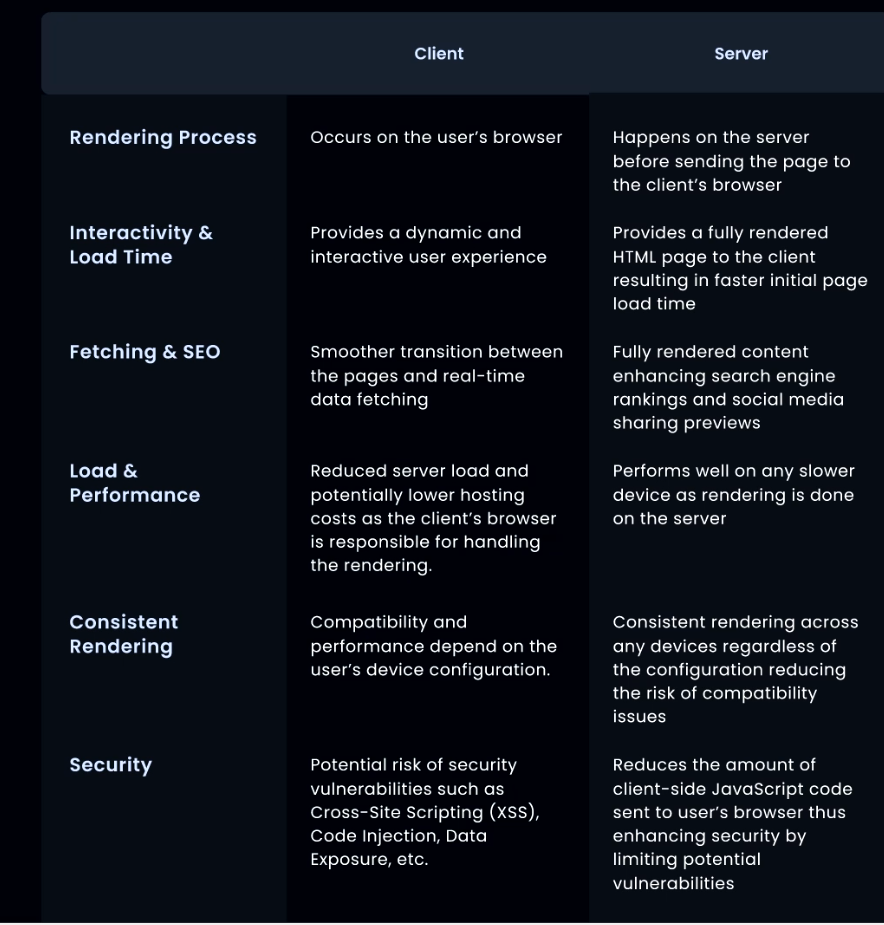 Client
Server
Rendering Process
Occurs on the user’s browser
Happens on the server
before sending the page to
the client’s browser
Interactivity &
Load Time
Provides a dynamic and
interactive user experience
Provides a fully rendered
HTML page to the client
resulting in faster initial page
load time
Fetching & SEO
Smoother transition between
the pages and real-time
data fetching
Fully rendered content
enhancing search engine
rankings and social media
sharing previews
Load &
Performance
Reduced server load and
potentially lower hosting
costs as the client’s browser
is responsible for handling
the rendering.
Performs well on any slower
device as rendering is done
on the server
Consistent
Rendering
Compatibility and
performance depend on the
user’s device configuration.
Consistent rendering across
any devices regardless of
the configuration reducing
the risk of compatibility
issues
Security
Potential risk of security
vulnerabilities such as
Cross-Site Scripting (XSS),
Code Injection, Data
Exposure, etc.
Reduces the amount of
client-side JavaScript code
sent to user’s browser thus
enhancing security by
limiting potential
vulnerabilities